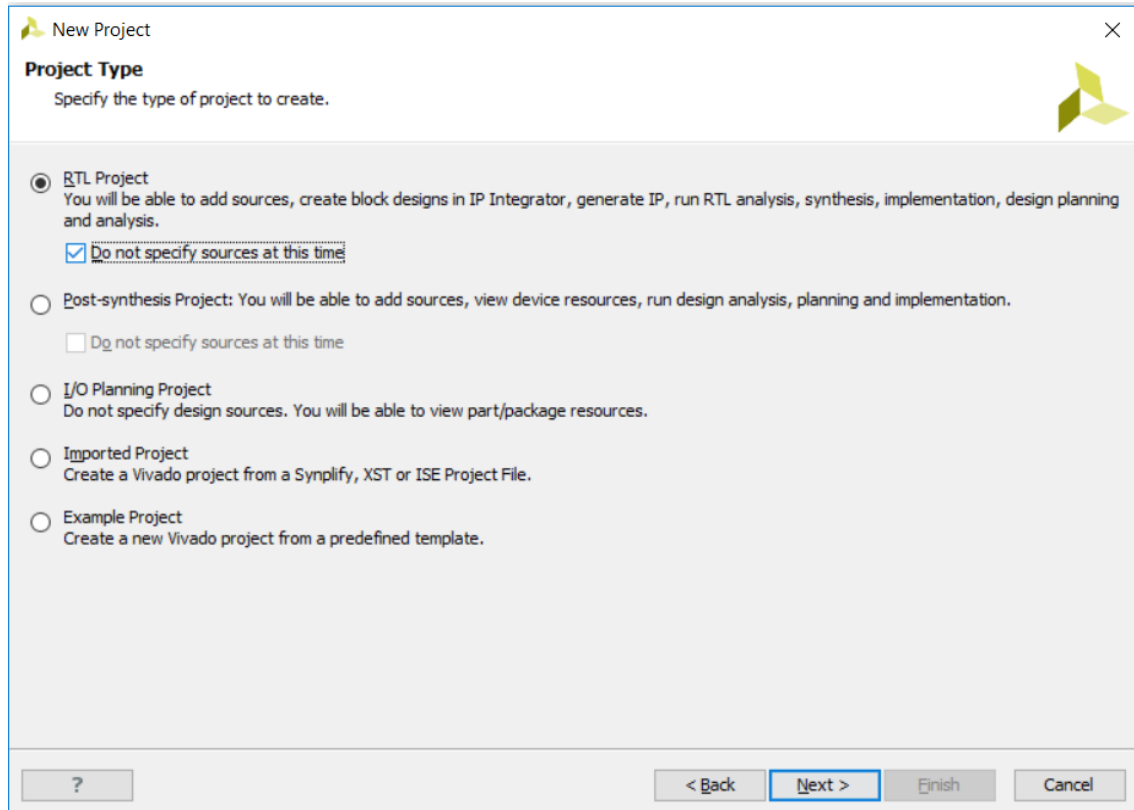 New Project
Project Type
Specify the type of project to create.
RTL Project
You will be able to add sources, create block designs in IP Integrator, generate IP, run RTL analysis, synthesis, implementation, design planning
and analysis.
Do not specify sources at this time
Post-synthesis Project: You will be able to add sources, view device resources, run design analysis, planning and implementation.
Do not specify sources at this time
I/O Planning Project
Do not specify design sources. You will be able to view part/package resources.
Imported Project
Create a Vivado project from a Synplify, XST or ISE Project File.
Example Project
Create a new Vivado project from a predefined template.
? < Back Next > Finish Cancel